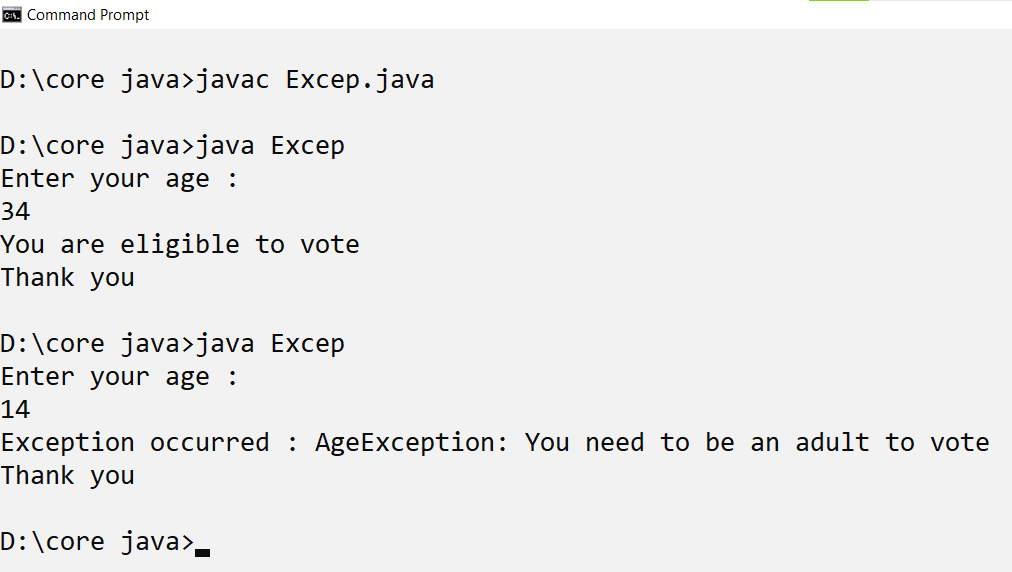 Command Prompt
D:\core java>javac Excep.java
D:\core java>java Excep
Enter your age :
34
You are eligible to vote
Thank you
D:\core java>java Excep
Enter your age :
14
Exception occurred : AgeException: You need to be an adult to vote
Thank you
D:\core java>